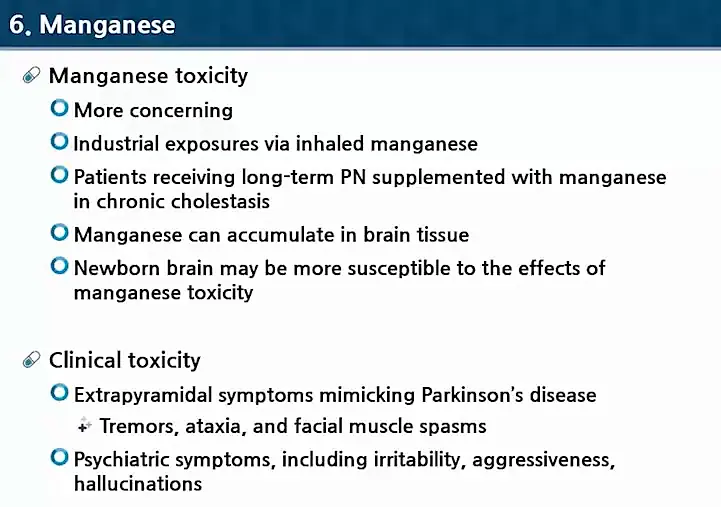 6. Manganese
Manganese toxicity
More concerning
Industrial exposures via inhaled manganese
Patients receiving long-term PN supplemented with manganese
in chronic cholestasis
Manganese can accumulate in brain tissue
Newborn brain may be more susceptible to the effects of
manganese toxicity
Clinical toxicity
Extrapyramidal symptoms mimicking Parkinson's disease
Tremors, ataxia, and facial muscle spasms
Psychiatric symptoms, including irritability, aggressiveness,
hallucinations